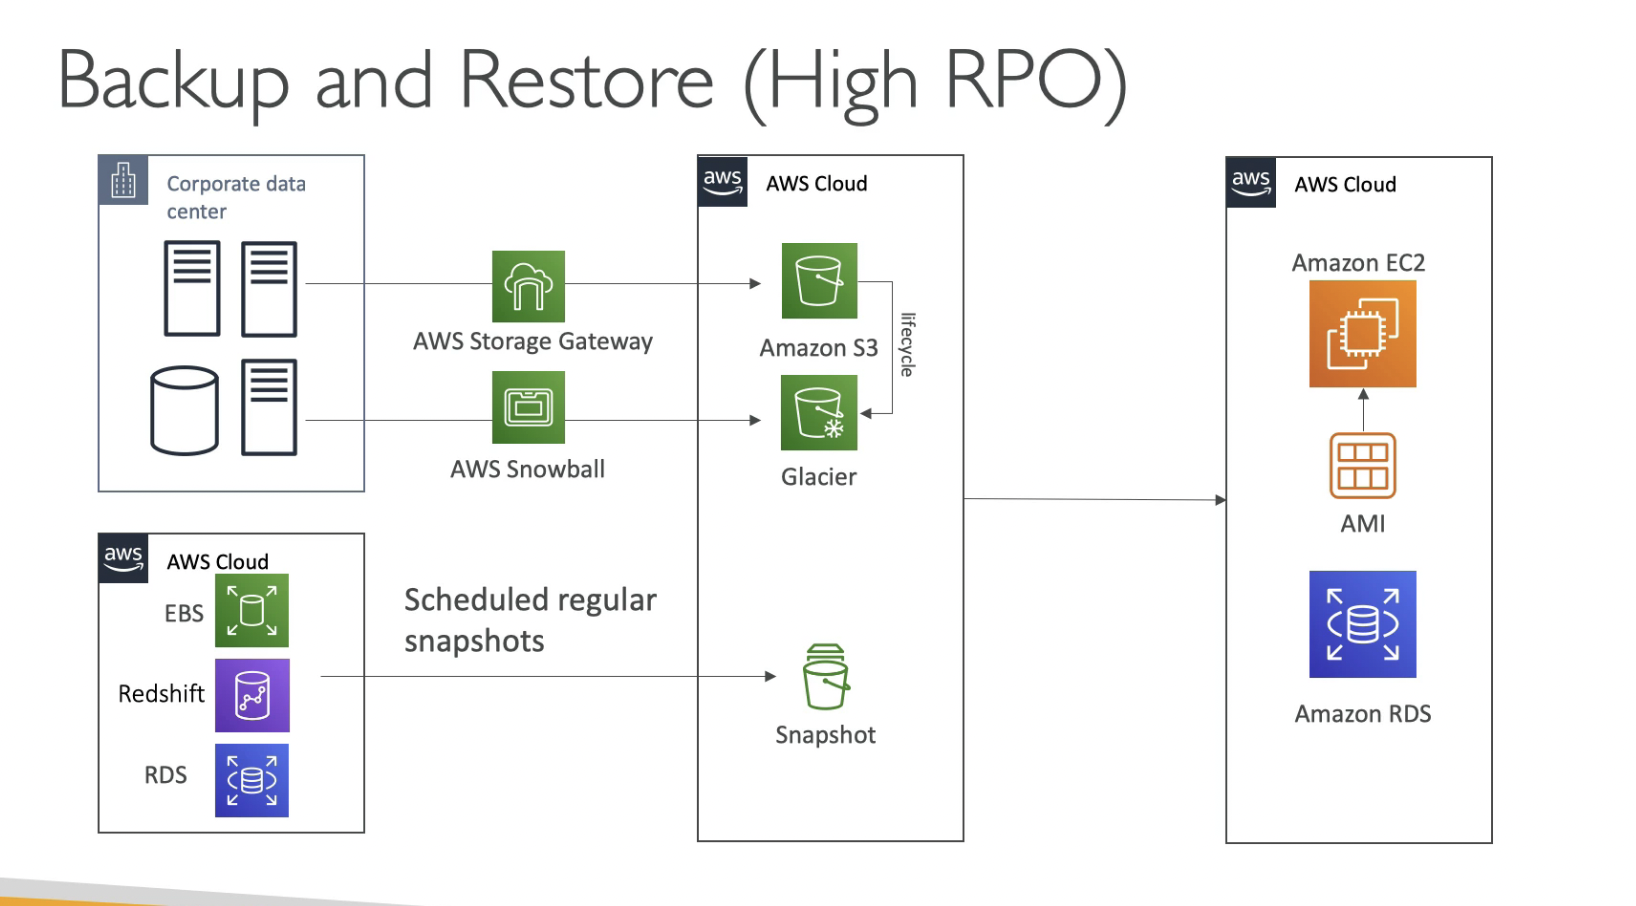 Backup and Restore (High RPO)
Corporate data
center
AWS Storage Gateway
AWS Snowball
aws
AWS Cloud
EBS
Redshift
RDS
Scheduled regular
snapshots
aws
AWS Cloud
Amazon S3
lifecycle
Glacier
Snapshot
aws
AWS Cloud
Amazon EC2
AMI
Amazon RDS